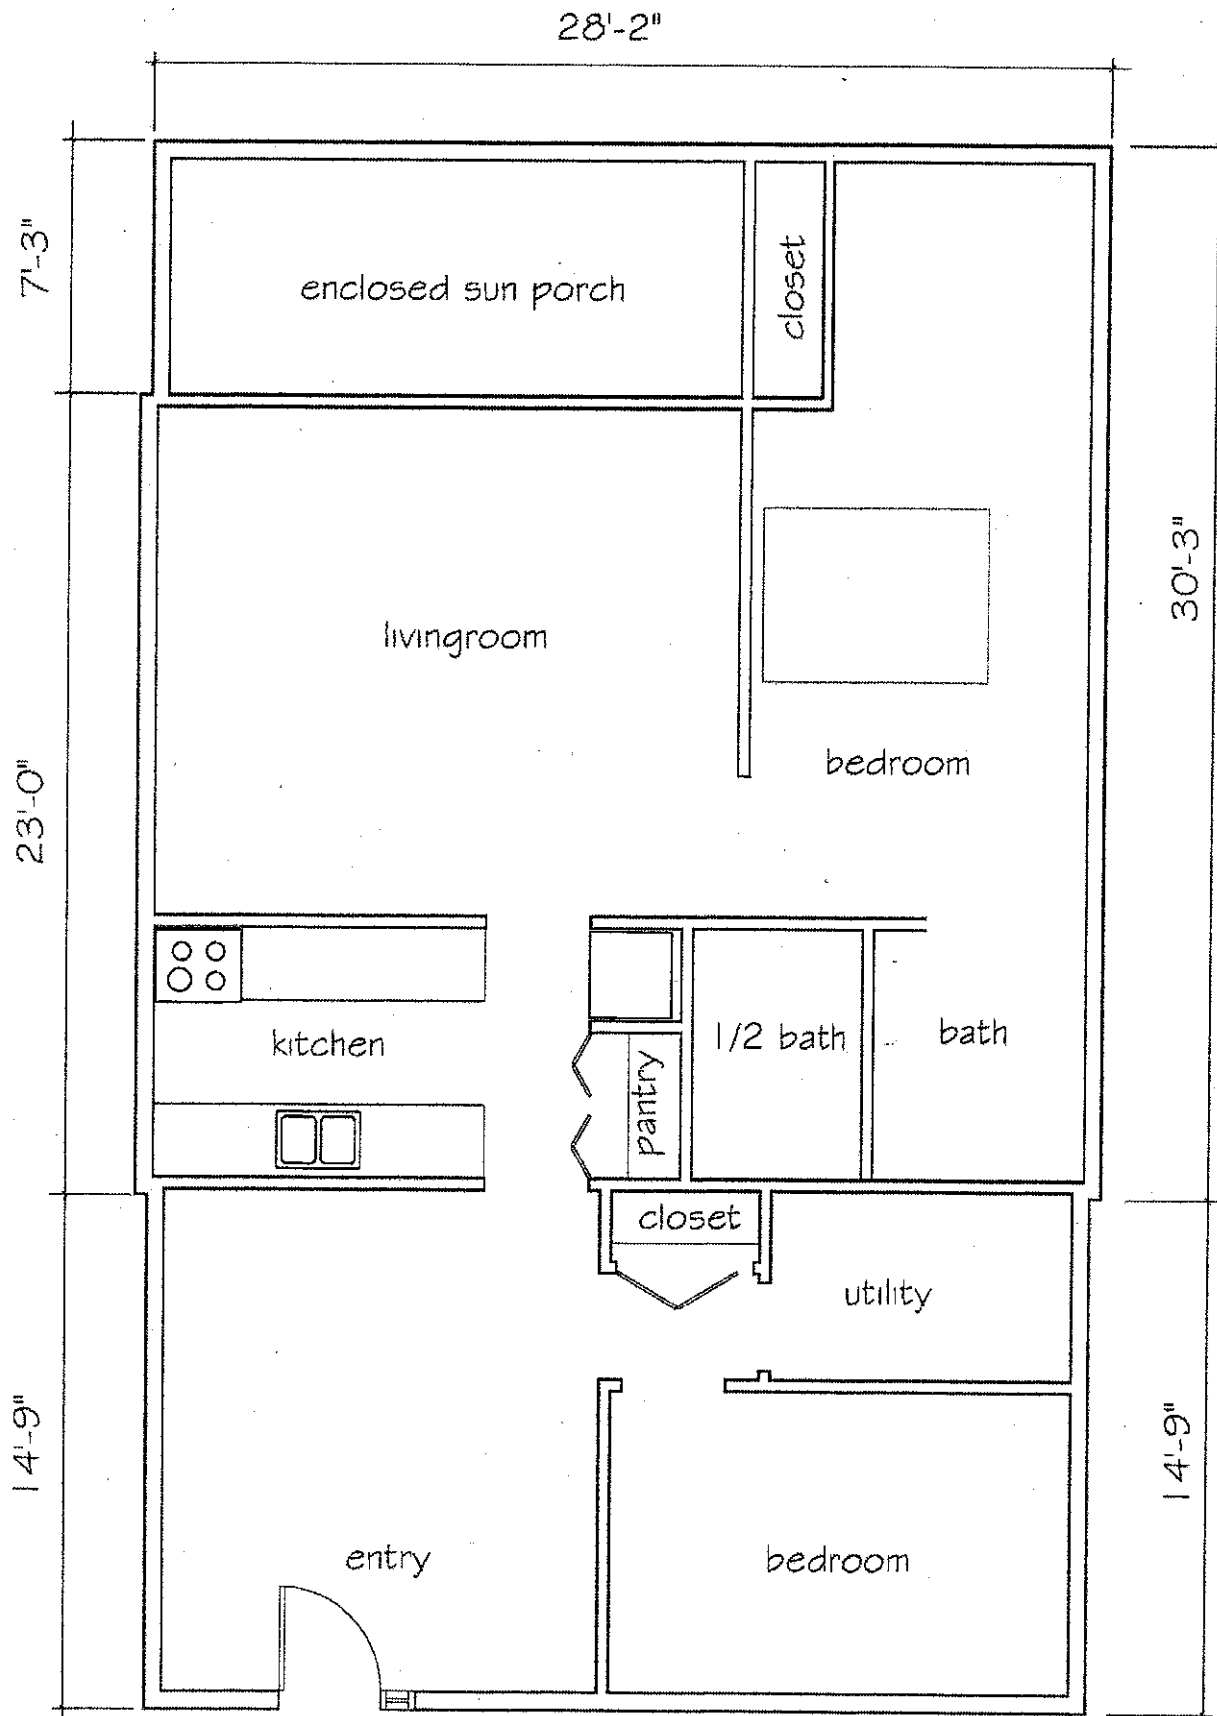 28'-2"
7'-3"
enclosed sun porch
closet
30'-3"
livingroom
bedroom
23'-0"
kitchen
pantry
1/2 bath
bath
closet
utility
14'-9"
14'-9"
entry
bedroom